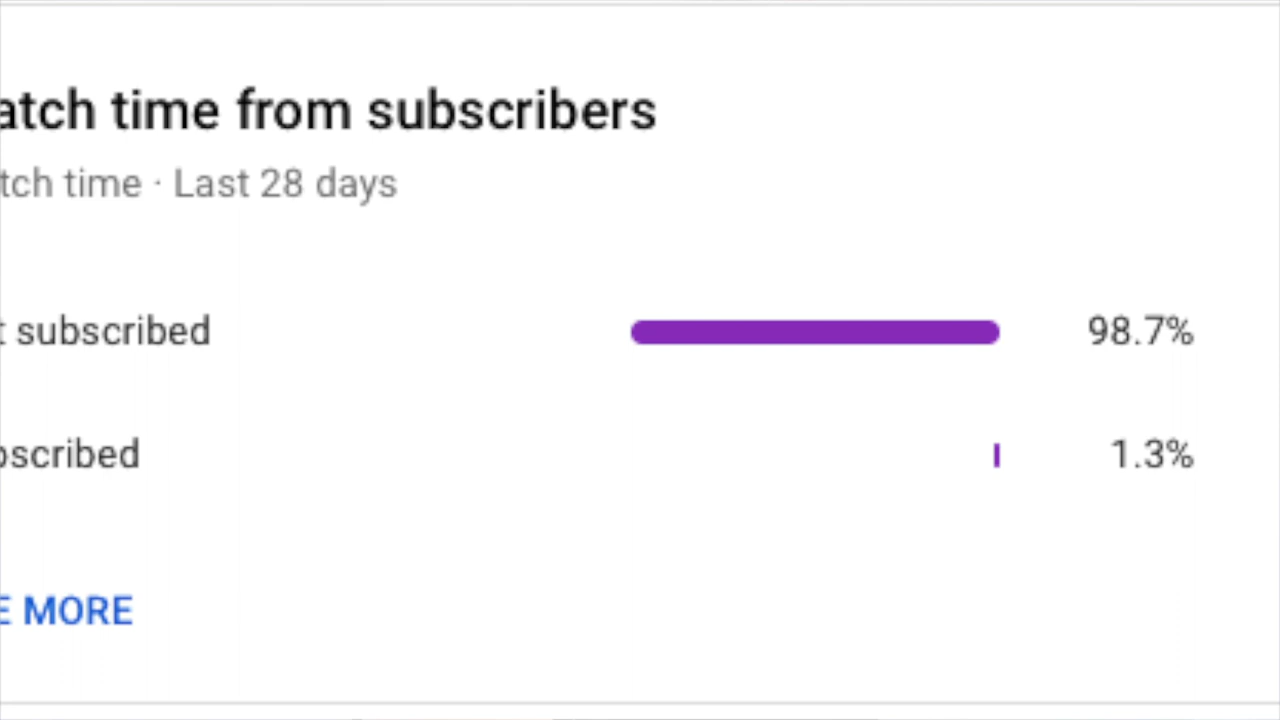 atch time from subscribers
tch time · Last 28 days
t subscribed 98.7%
bscribed 1.3%
E MORE